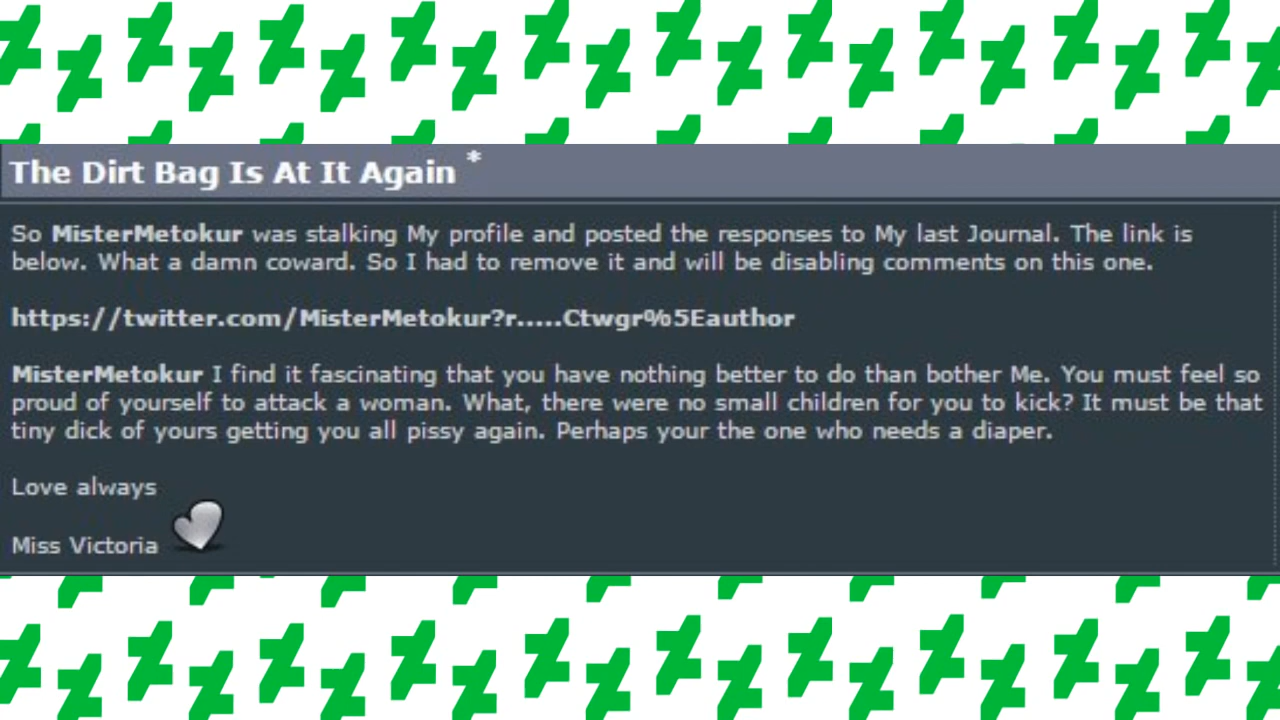 The Dirt Bag Is At It Again *
So MisterMetokur was stalking My profile and posted the responses to My last Journal. The link is
below. What a damn coward. So I had to remove it and will be disabling comments on this one.
https://twitter.com/MisterMetokur?r.....Ctwgr%5Eauthor
MisterMetokur I find it fascinating that you have nothing better to do than bother Me. You must feel so
proud of yourself to attack a woman. What, there were no small children for you to kick? It must be that
tiny dick of yours getting you all pissy again. Perhaps your the one who needs a diaper.
Love always
Miss Victoria